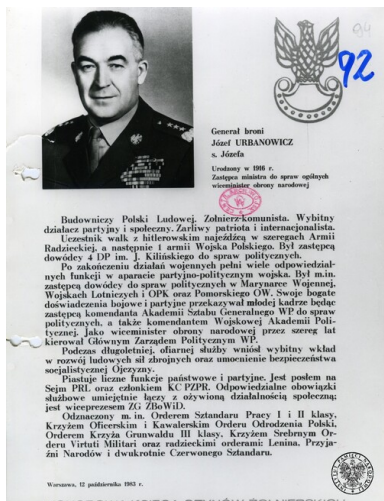 94
92
Generał broni
Józef URBANOWICZ
s. Józefa
Urodzony w 1916 r.
Zastępca ministra do spraw ogólnych
wiceminister obrony narodowej
Budowniczy Polski Ludowej. Żołnierz-komunista. Wybitny
działacz partyjny i społeczny. Żarliwy patriota i internacjonalista.
Uczestnik walk z hitlerowskim najeźdźcą w szeregach Armii
Radzieckiej, a następnie 1 armii Wojska Polskiego. Był zastępcą
dowódcy 4 DP im. J. Kilińskiego do spraw politycznych.
Po zakończeniu działań wojennych pełni wiele odpowiedzial-
nych funkcji w aparacie partyjno-politycznym wojska. Był m.in.
zastępcą dowódcy do spraw politycznych w Marynarce Wojennej,
Wojskach Lotniczych i OPK oraz Pomorskiego OW. Swoje bogate
doświadczenia bojowe i partyjne przekazywał młodej kadrze będąc
zastępcą komendanta Akademii Sztabu Generalnego WP do spraw
politycznych, a także komendantem Wojskowej Akademii Poli-
tycznej. Jako wiceminister obrony narodowej przez szereg lat
kierował Głównym Zarządem Politycznym WP.
Podczas długoletniej, ofiarnej służby wniósł wybitny wkład
w rozwój ludowych sił zbrojnych oraz umocnienie bezpieczeństwa
socjalistycznej Ojczyzny.
Piastuje liczne funkcje państwowe i partyjne. Jest posłem na
Sejm PRL oraz członkiem KC PZPR. Odpowiedzialne obowiązki
służbowe umiejętnie łączy z ożywioną działalnością społeczną;
jest wiceprezesem ZG ZBoWiD.
Odznaczony m. in. Orderem Sztandaru Pracy I i II klasy,
Krzyżem Oficerskim i Kawalerskim Orderu Odrodzenia Polski,
Orderem Krzyża Grunwaldu III klasy, Krzyżem Srebrnym Or-
deru Virtuti Militari oraz radzieckimi orderami: Lenina, Przyja-
źni Narodów i dwukrotnie Czerwonego Sztandaru.
Warszawa, 12 października 1983 r.